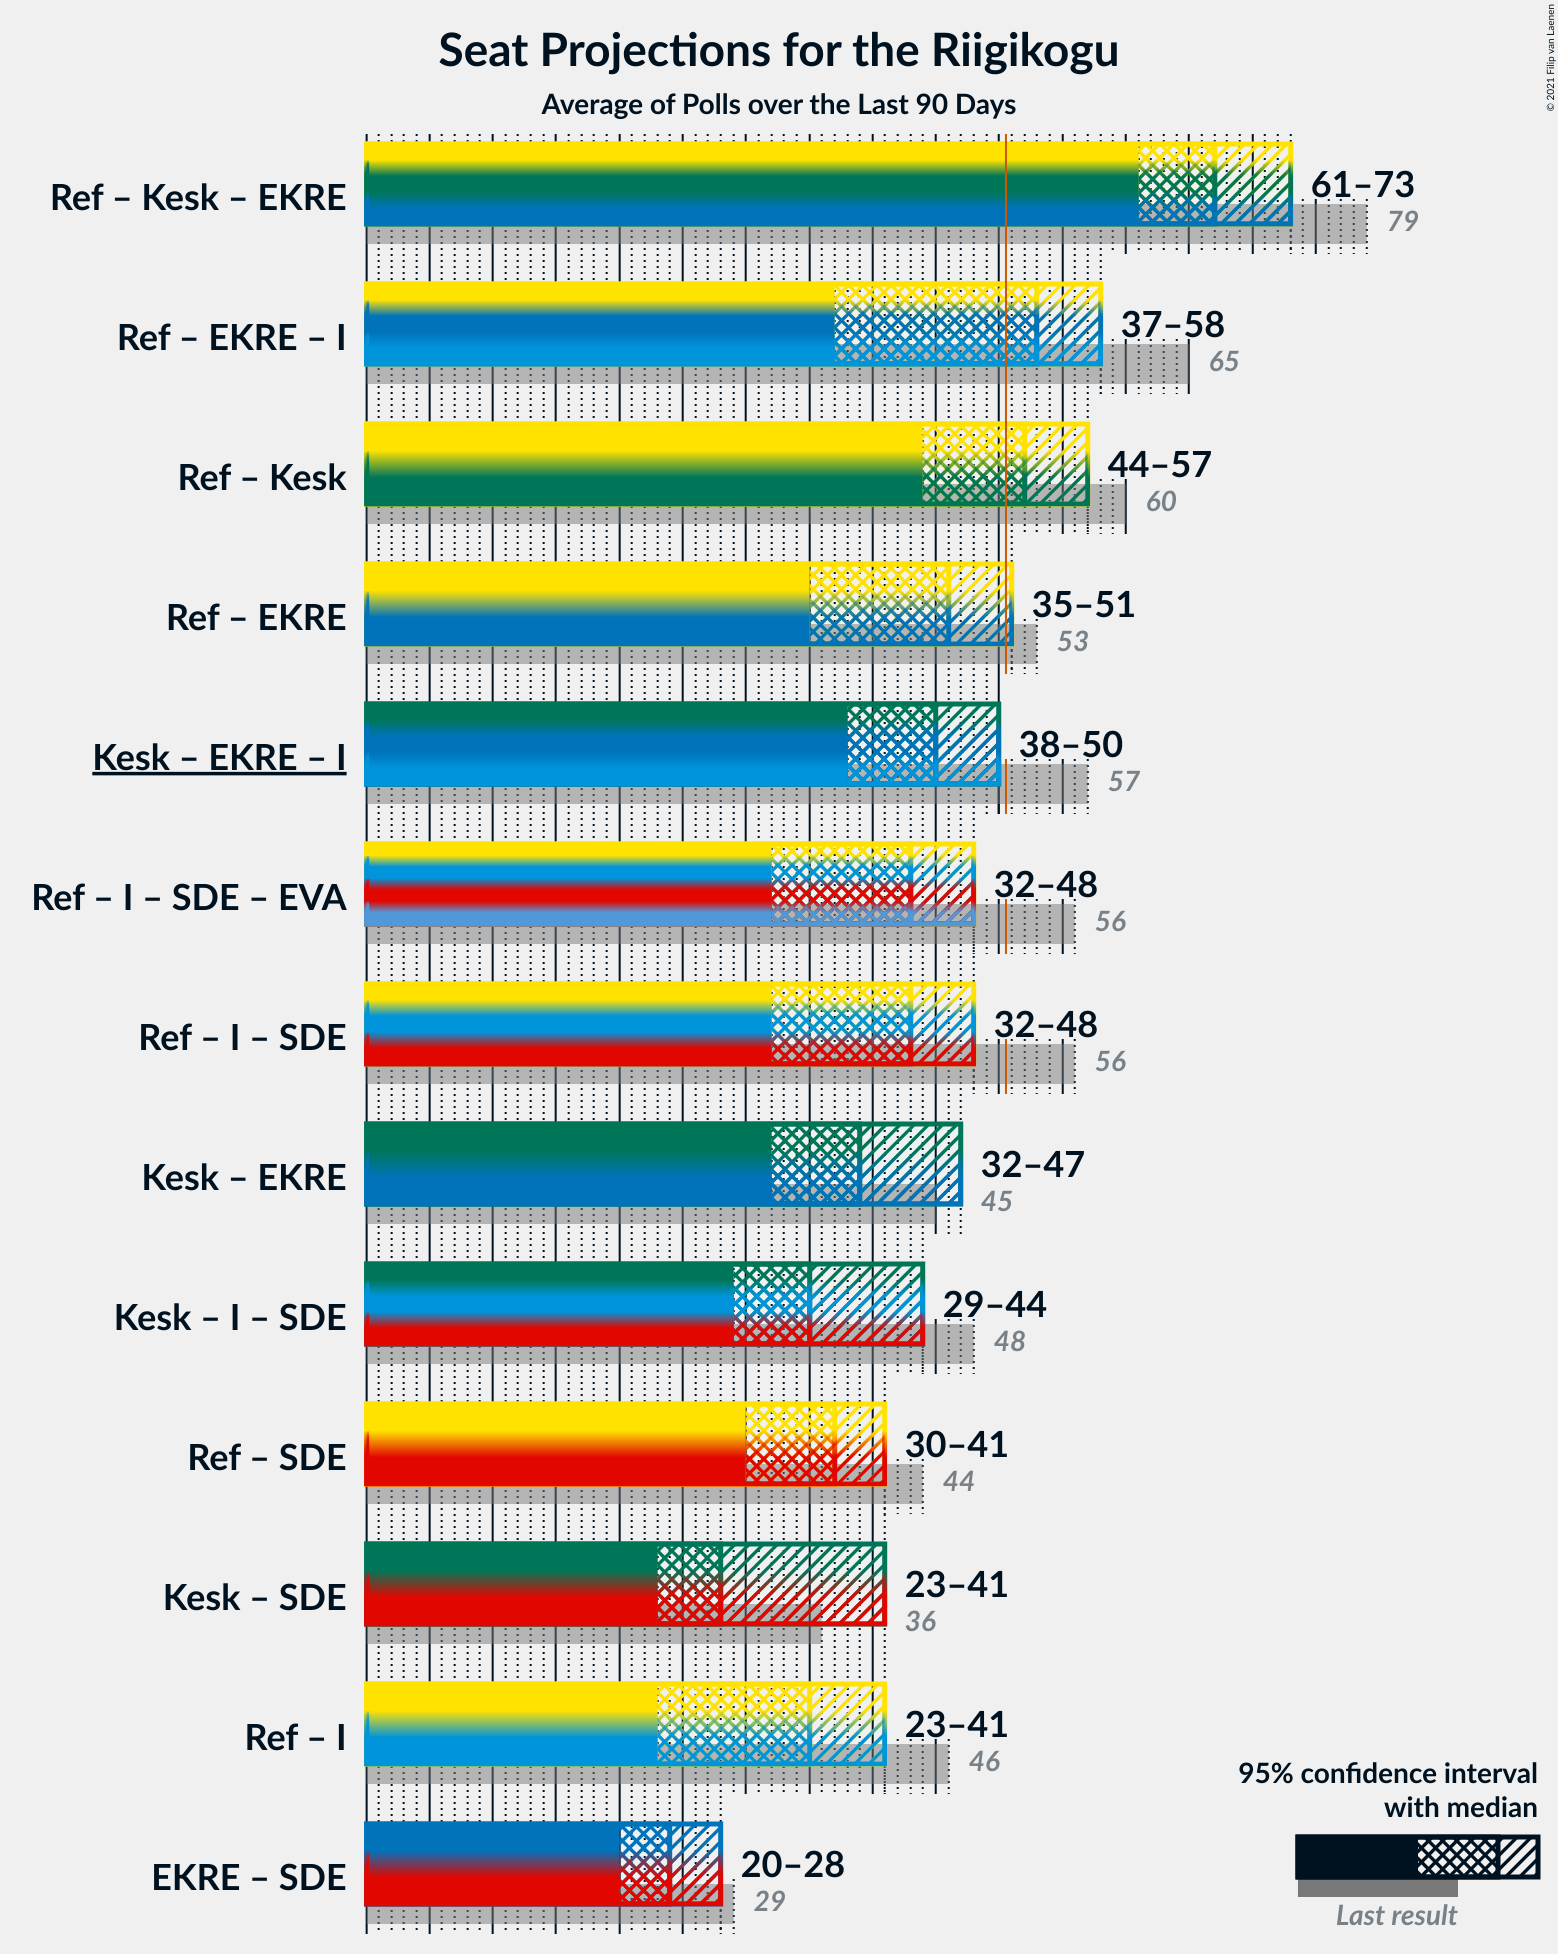 Seat Projections for the Riigikogu
Average of Polls over the Last 90 Days
© 2021 Filip van Laenen
Ref – Kesk – EKRE
61–73
79
Ref – EKRE – I
37–58
65
Ref – Kesk
44–57
60
Ref – EKRE
35–51
53
Kesk – EKRE – I
38–50
57
Ref – I – SDE – EVA
32–48
56
Ref – I – SDE
32–48
56
Kesk – EKRE
32–47
45
Kesk – I – SDE
29–44
48
Ref – SDE
30–41
44
Kesk – SDE
23–41
36
Ref – I
23–41
46
EKRE – SDE
20–28
29
95% confidence interval
with median
Last result